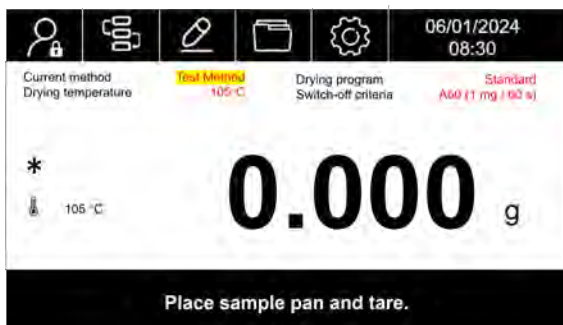 06/01/2024
08:30
Current method Test Method Drying program Standard
Drying temperature 105 °C Switch-off criteria A60 (1 mg / 60 s)
*
105 °C
0.000 g
Place sample pan and tare.